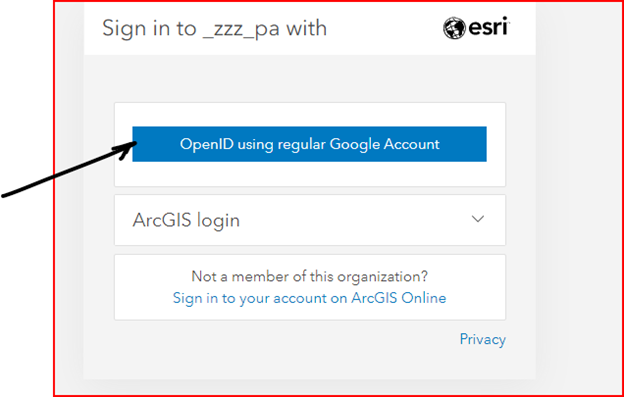 Sign in to _zzz_pa with
esri
OpenID using regular Google Account
ArcGIS login
Not a member of this organization?
Sign in to your account on ArcGIS Online
Privacy